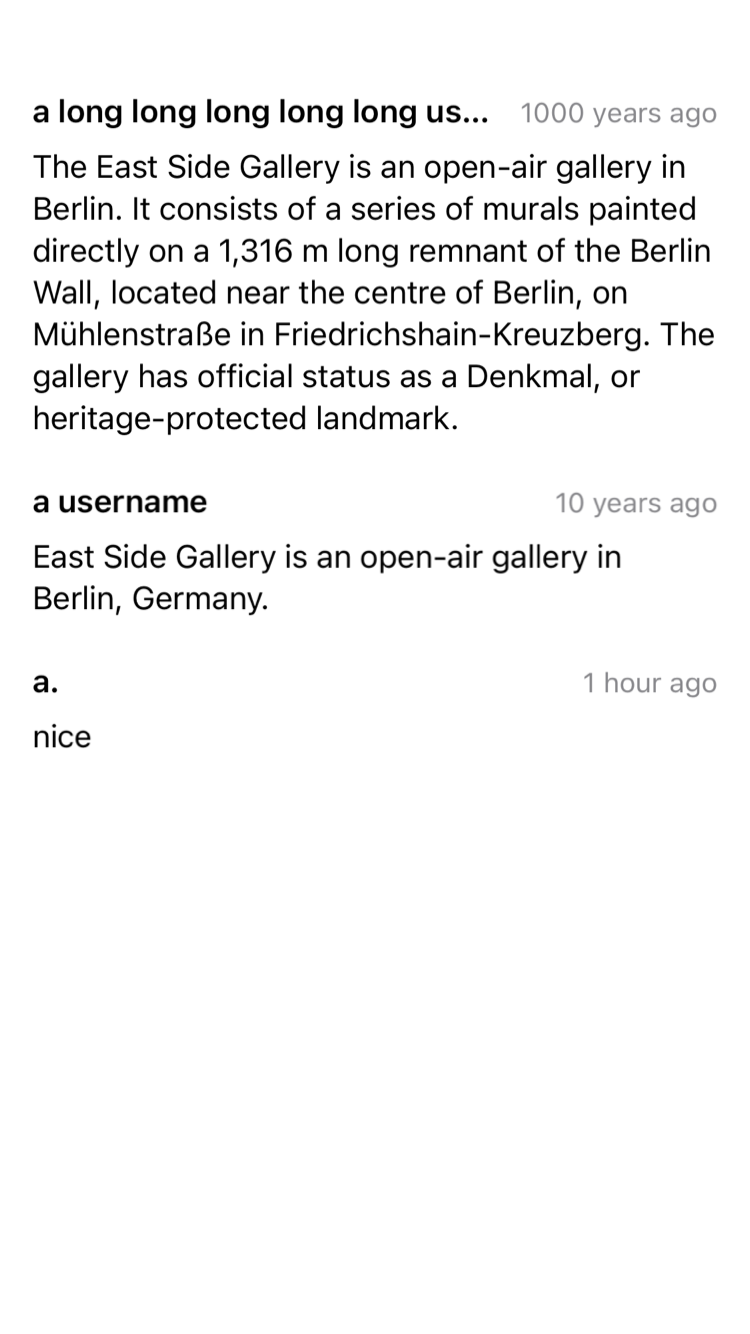 a long long long long long us... 1000 years ago
The East Side Gallery is an open-air gallery in
Berlin. It consists of a series of murals painted
directly on a 1,316 m long remnant of the Berlin
Wall, located near the centre of Berlin, on
Mühlenstraße in Friedrichshain-Kreuzberg. The
gallery has official status as a Denkmal, or
heritage-protected landmark.
a username 10 years ago
East Side Gallery is an open-air gallery in
Berlin, Germany.
a. 1 hour ago
nice